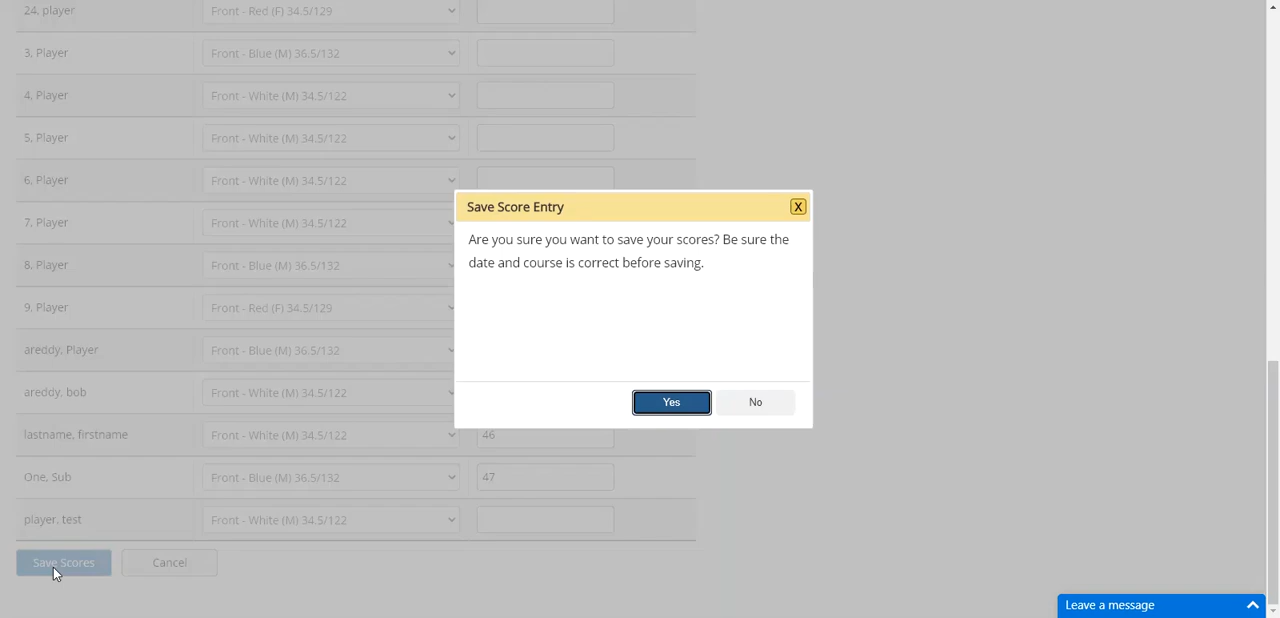 24, player Front - Red (F) 34.5/129
3, Player Front - Blue (M) 36.5/132
4, Player Front - White (M) 34.5/122
5, Player Front - White (M) 34.5/122
6, Player Front - White (M) 34.5/122
7, Player Front - White (M) 34.5/122
8, Player Front - Blue (M) 36.5/132
9, Player Front - Red (F) 34.5/129
areddy, Player Front - Blue (M) 36.5/132
areddy, bob Front - White (M) 34.5/122
lastname, firstname Front - White (M) 34.5/122 46
One, Sub Front - Blue (M) 36.5/132 47
player, test Front - White (M) 34.5/122
Save Scores Cancel
Save Score Entry X
Are you sure you want to save your scores? Be sure the
date and course is correct before saving.
Yes No
Leave a message